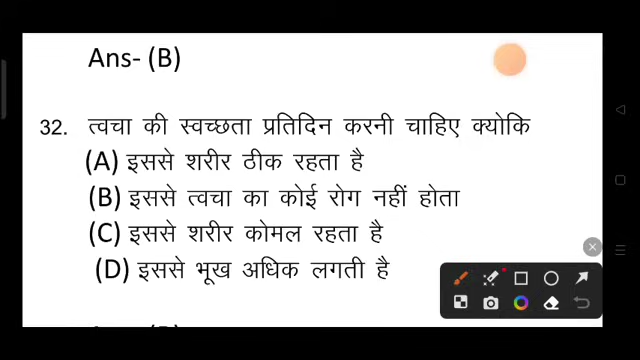 Ans- (B)
32. त्वचा की स्वच्छता प्रतिदिन करनी चाहिए क्योकि
(A) इससे शरीर ठीक रहता है
(B) इससे त्वचा का कोई रोग नहीं होता
(C) इससे शरीर कोमल रहता है
(D) इससे भूख अधिक लगती है